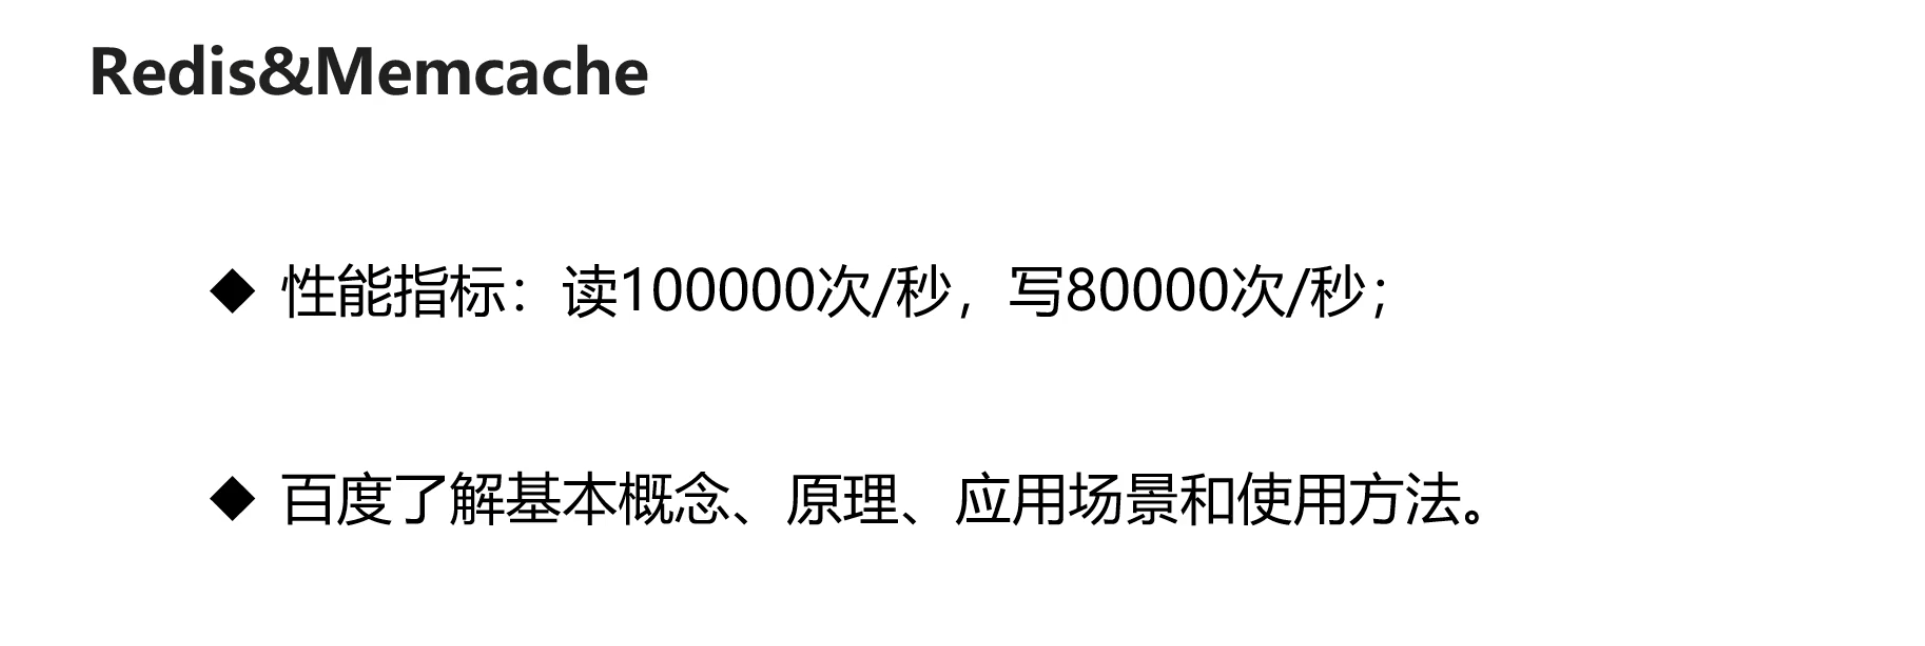 Redis&Memcache
◆ 性能指标：读100000次/秒，写80000次/秒；
◆ 百度了解基本概念、原理、应用场景和使用方法。